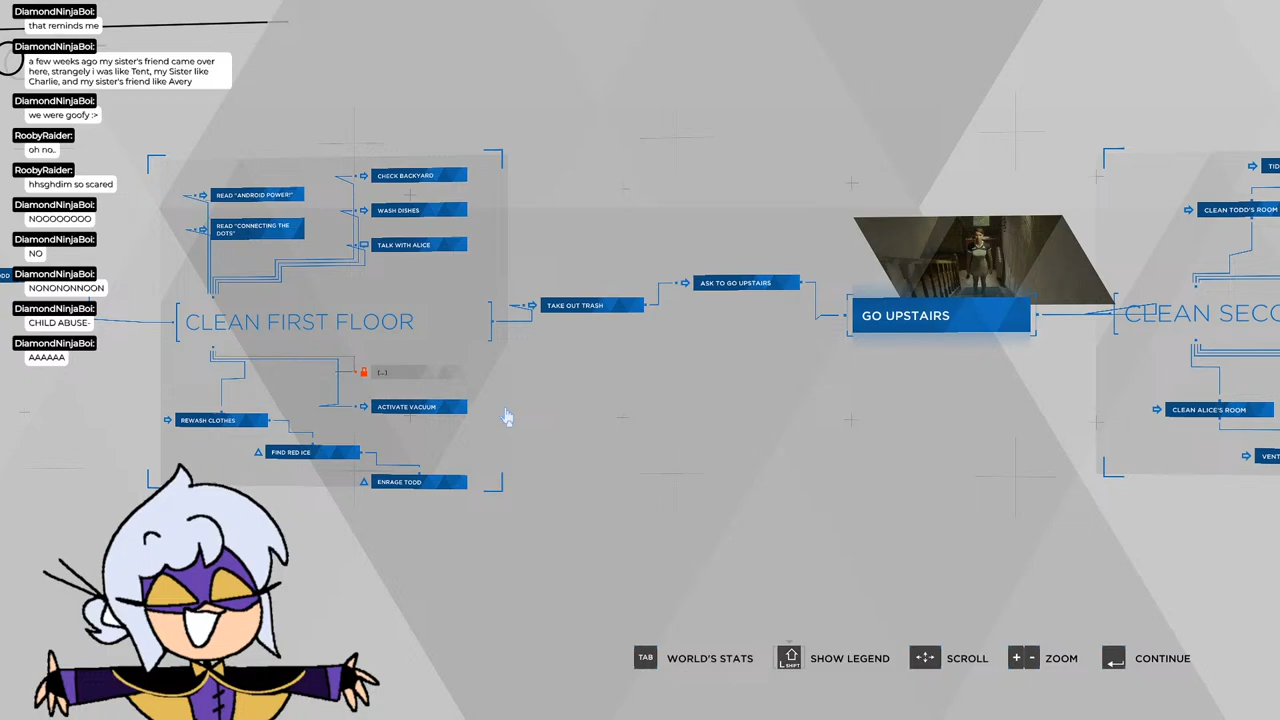 DiamondNinjaBoi:
that reminds me
DiamondNinjaBoi:
a few weeks ago my sister's friend came over
here, strangely i was like Tent, my Sister like
Charlie, and my sister's friend like Avery
DiamondNinjaBoi:
we were goofy :>
RoobyRaider:
oh no..
RoobyRaider:
hhsghdim so scared
DiamondNinjaBoi:
NOOOOOOOO
DiamondNinjaBoi:
NO
DiamondNinjaBoi:
NONONONNOON
DiamondNinjaBoi:
CHILD ABUSE-
DiamondNinjaBoi:
AAAAAA
ODD
READ "ANDROID POWER!"
READ "CONNECTING THE
DOTS"
CHECK BACKYARD
WASH DISHES
TALK WITH ALICE
CLEAN FIRST FLOOR
[...]
ACTIVATE VACUUM
REWASH CLOTHES
FIND RED ICE
ENRAGE TODD
TAKE OUT TRASH
ASK TO GO UPSTAIRS
GO UPSTAIRS
TID
CLEAN TODD'S ROOM
CLEAN SECO
CLEAN ALICE'S ROOM
VENT
TAB WORLD'S STATS
L SHIFT SHOW LEGEND
SCROLL
+ - ZOOM
CONTINUE